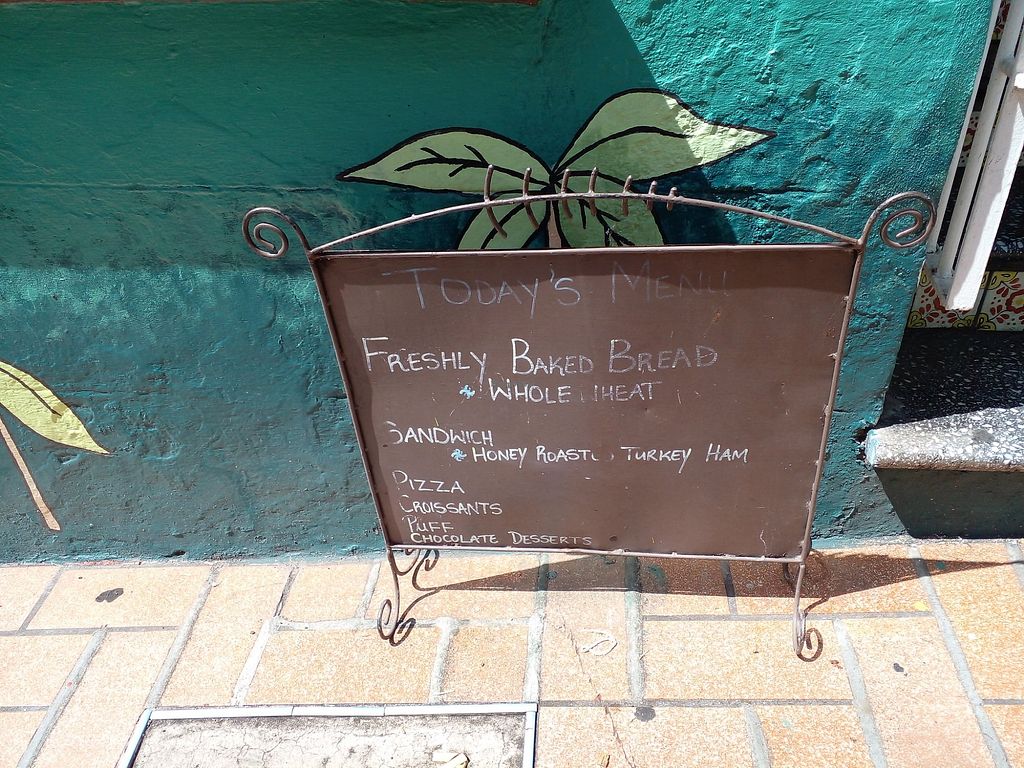 TODAY'S MENU
FRESHLY BAKED BREAD
* WHOLE WHEAT
SANDWICH
* HONEY ROASTED TURKEY HAM
PIZZA
CROISSANTS
PUFF
CHOCOLATE DESSERTS